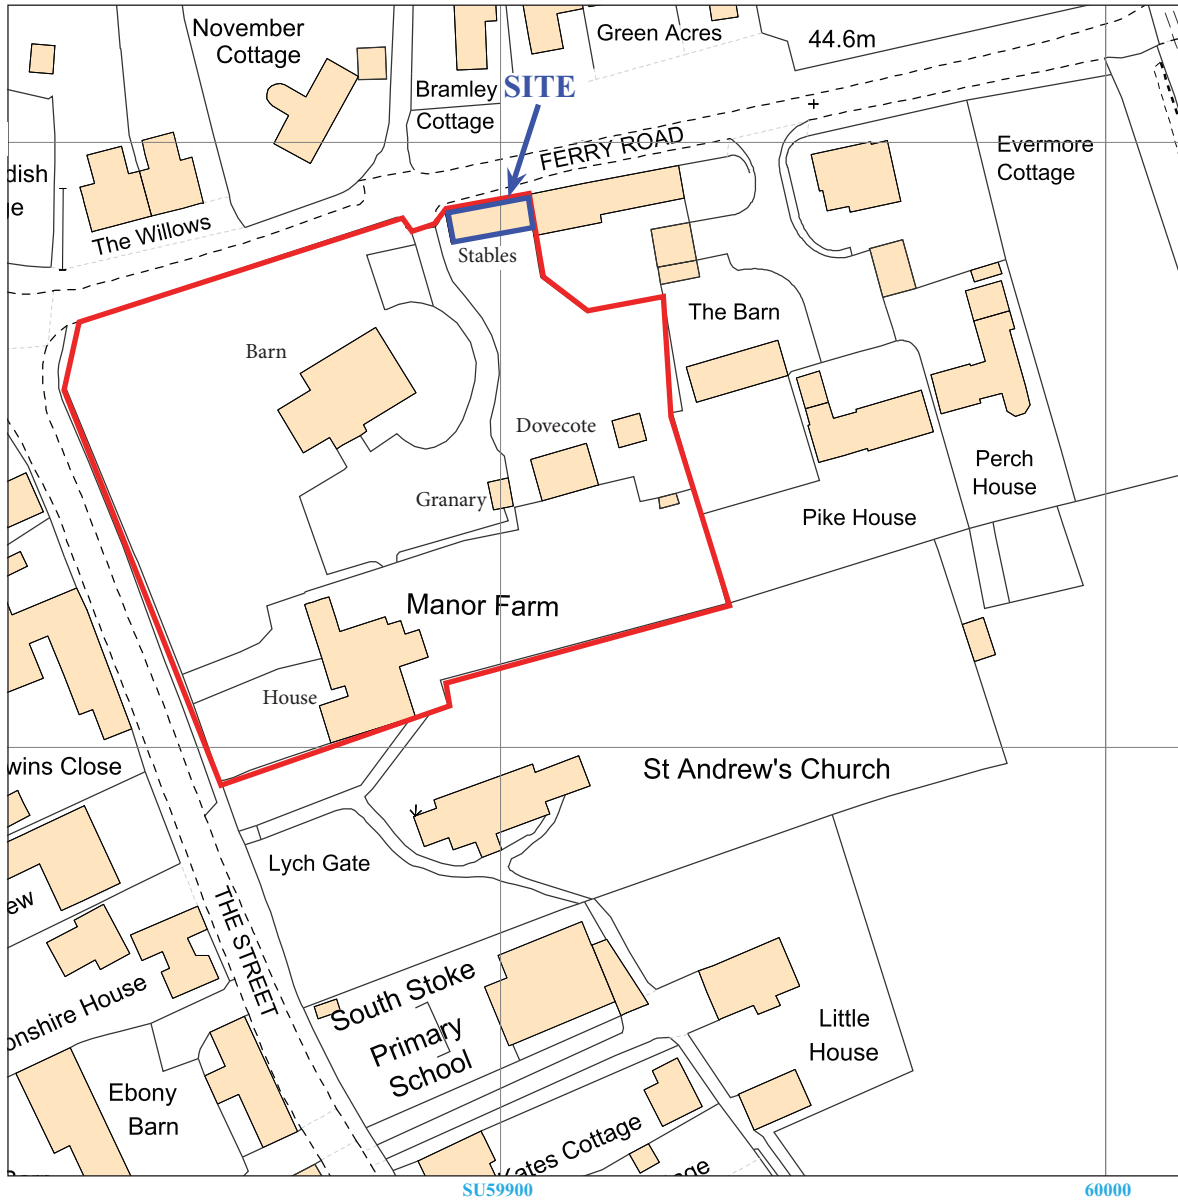 November
Cottage
Green Acres
44.6m
Bramley
Cottage
SITE
FERRY ROAD
Evermore
Cottage
dish
ge
The Willows
Stables
The Barn
Barn
Dovecote
Granary
Perch
House
Pike House
Manor Farm
House
wins Close
St Andrew's Church
Lych Gate
ew
THE STREET
onshire House
South Stoke
Primary
School
Little
House
Ebony
Barn
Kates Cottage
SU59900
60000